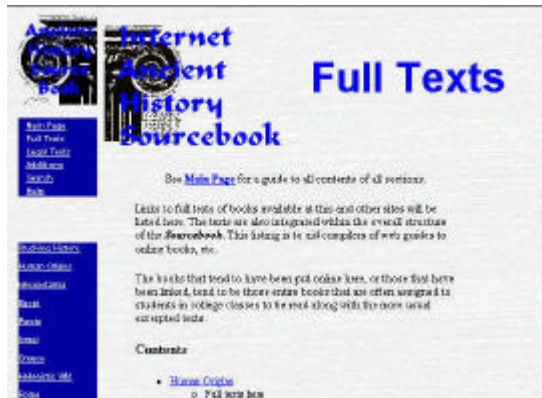 Ancient
History
Source
Book
Internet
Ancient
History
Sourcebook
Full Texts
Main Page
Full Texts
Legal Texts
Additions
Search
Help
See Main Page for a guide to all contents of all sections.
Links to full texts of books available at this and other sites will be
listed here. The texts are also integrated within the overall structure
of the Sourcebook. This listing is to aid compilers of web guides to
online books, etc.
The books that tend to have been put online here, or those that have
been linked, tend to be those entire books that are often assigned to
students in college classes to be read along with the more usual
excerpted texts
Contents
Human Origins
Full texts here
Studying History
Human Origins
Mesopotamia
Egypt
Persia
Israel
Greece
Hellenistic Wld
Rome